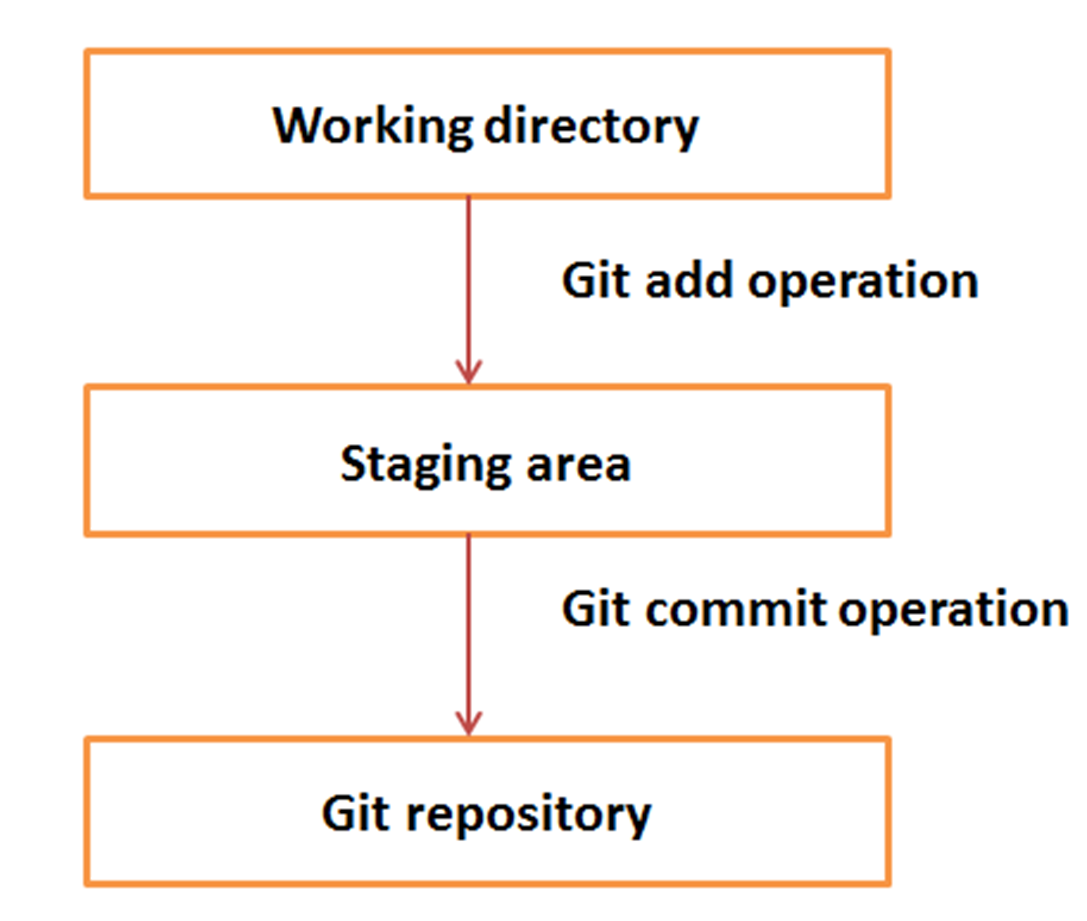 Working directory
Git add operation
Staging area
Git commit operation
Git repository